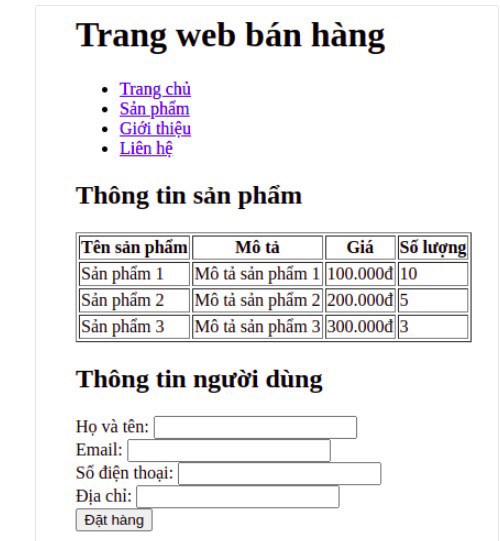 Trang web bán hàng
Trang chủ
Sản phẩm
Giới thiệu
Liên hệ
Thông tin sản phẩm
Tên sản phẩm Mô tả Giá Số lượng
Sản phẩm 1 Mô tả sản phẩm 1 100.000đ 10
Sản phẩm 2 Mô tả sản phẩm 2 200.000đ 5
Sản phẩm 3 Mô tả sản phẩm 3 300.000đ 3
Thông tin người dùng
Họ và tên:
Email:
Số điện thoại:
Địa chỉ:
Đặt hàng